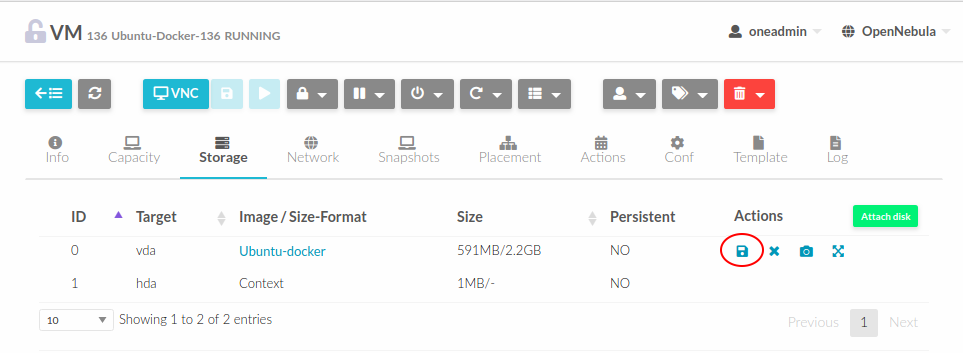 VM 136 Ubuntu-Docker-136 RUNNING
oneadmin OpenNebula
VNC
Info Capacity Storage Network Snapshots Placement Actions Conf Template Log
ID Target Image / Size-Format Size Persistent Actions Attach disk
0 vda Ubuntu-docker 591MB/2.2GB NO
1 hda Context 1MB/- NO
10 Showing 1 to 2 of 2 entries Previous 1 Next